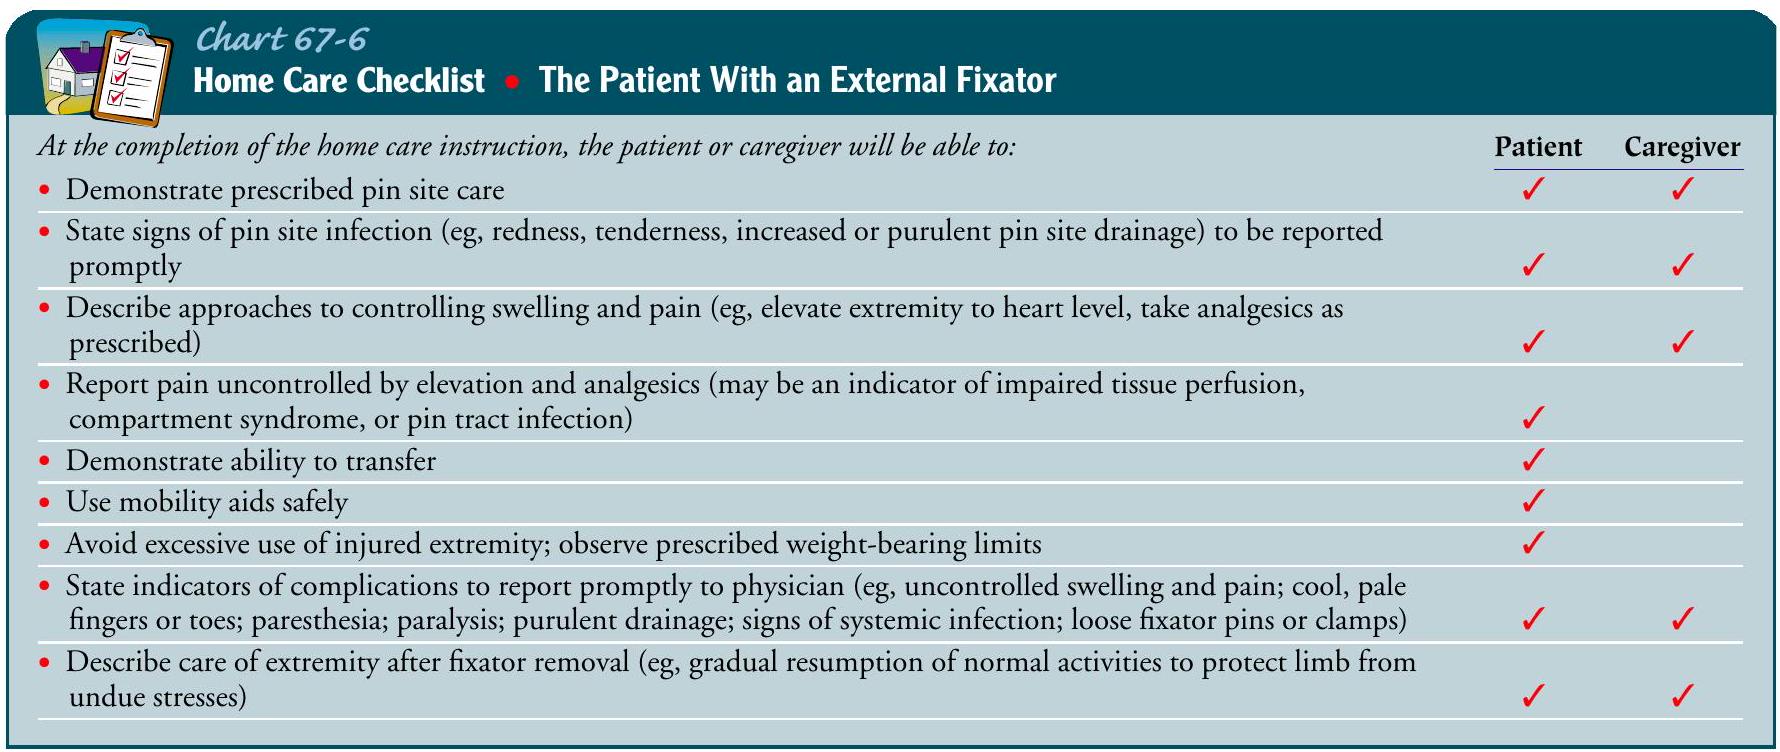 Chart 67-6
Home Care Checklist • The Patient With an External Fixator
At the completion of the home care instruction, the patient or caregiver will be able to: Patient Caregiver
• Demonstrate prescribed pin site care ✓ ✓
• State signs of pin site infection (eg, redness, tenderness, increased or purulent pin site drainage) to be reported
promptly ✓ ✓
• Describe approaches to controlling swelling and pain (eg, elevate extremity to heart level, take analgesics as
prescribed) ✓ ✓
• Report pain uncontrolled by elevation and analgesics (may be an indicator of impaired tissue perfusion,
compartment syndrome, or pin tract infection) ✓
• Demonstrate ability to transfer ✓
• Use mobility aids safely ✓
• Avoid excessive use of injured extremity; observe prescribed weight-bearing limits ✓
• State indicators of complications to report promptly to physician (eg, uncontrolled swelling and pain; cool, pale
fingers or toes; paresthesia; paralysis; purulent drainage; signs of systemic infection; loose fixator pins or clamps) ✓ ✓
• Describe care of extremity after fixator removal (eg, gradual resumption of normal activities to protect limb from
undue stresses) ✓ ✓